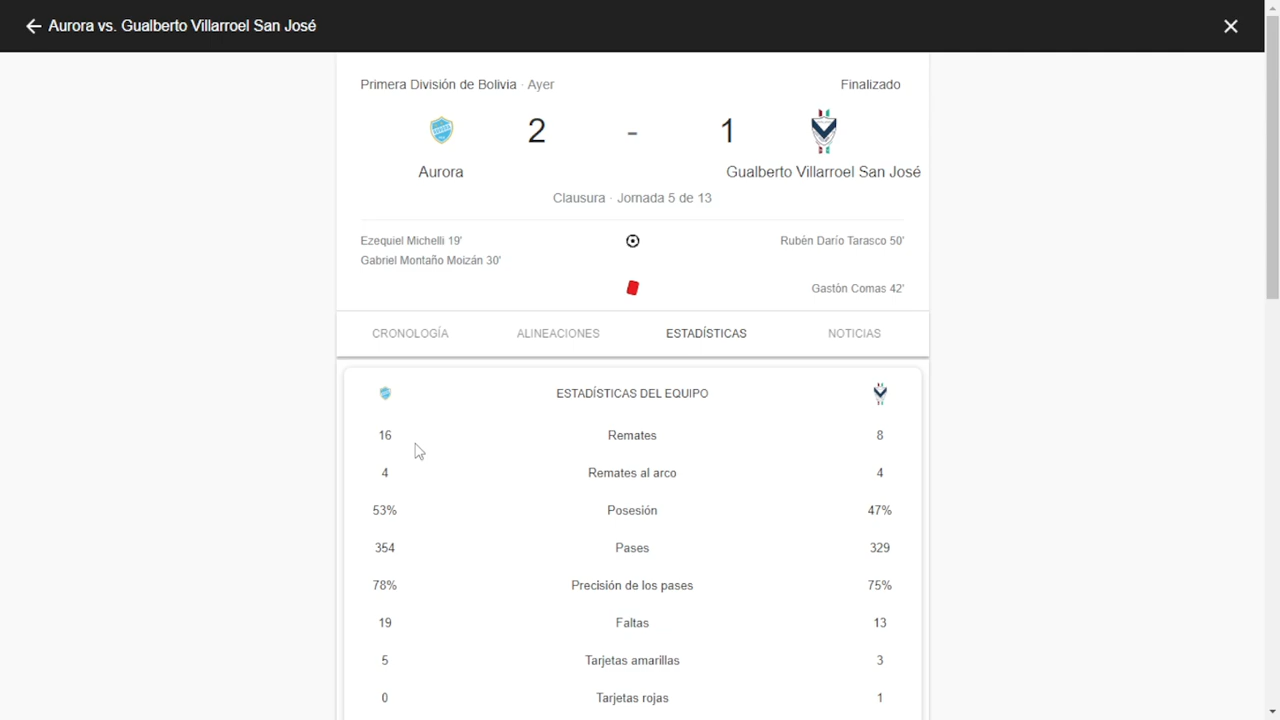 Aurora vs. Gualberto Villarroel San José
Primera División de Bolivia · Ayer Finalizado
2 - 1
Aurora Gualberto Villarroel San José
Clausura · Jornada 5 de 13
Ezequiel Michelli 19' Rubén Darío Tarasco 50'
Gabriel Montaño Moizán 30'
Gastón Comas 42'
CRONOLOGÍA ALINEACIONES ESTADÍSTICAS NOTICIAS
ESTADÍSTICAS DEL EQUIPO
16 Remates 8
4 Remates al arco 4
53% Posesión 47%
354 Pases 329
78% Precisión de los pases 75%
19 Faltas 13
5 Tarjetas amarillas 3
0 Tarjetas rojas 1